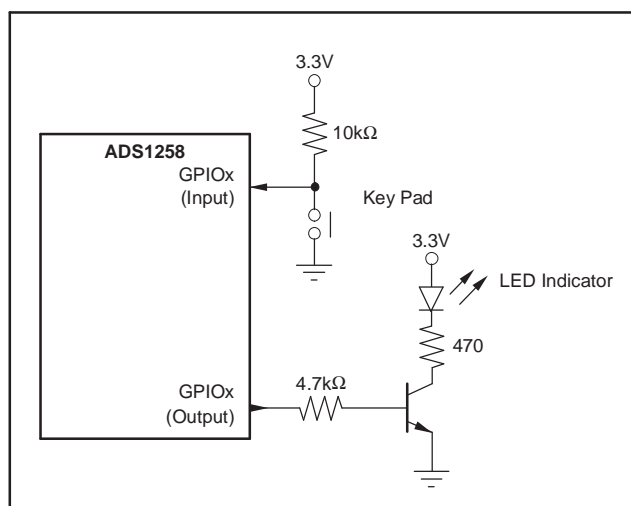 3.3V
10kΩ
ADS1258
GPIOx
(Input)
Key Pad
3.3V
LED Indicator
470
GPIOx
(Output)
4.7kΩ